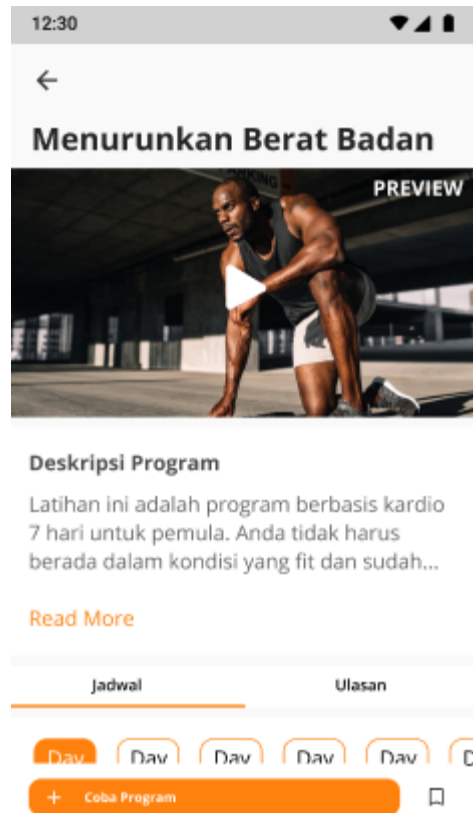 12:30
Menurunkan Berat Badan
PARKING
PREVIEW
Deskripsi Program
Latihan ini adalah program berbasis kardio
7 hari untuk pemula. Anda tidak harus
berada dalam kondisi yang fit dan sudah...
Read More
Jadwal Ulasan
Day Day Day Day Day D
+ Coba Program